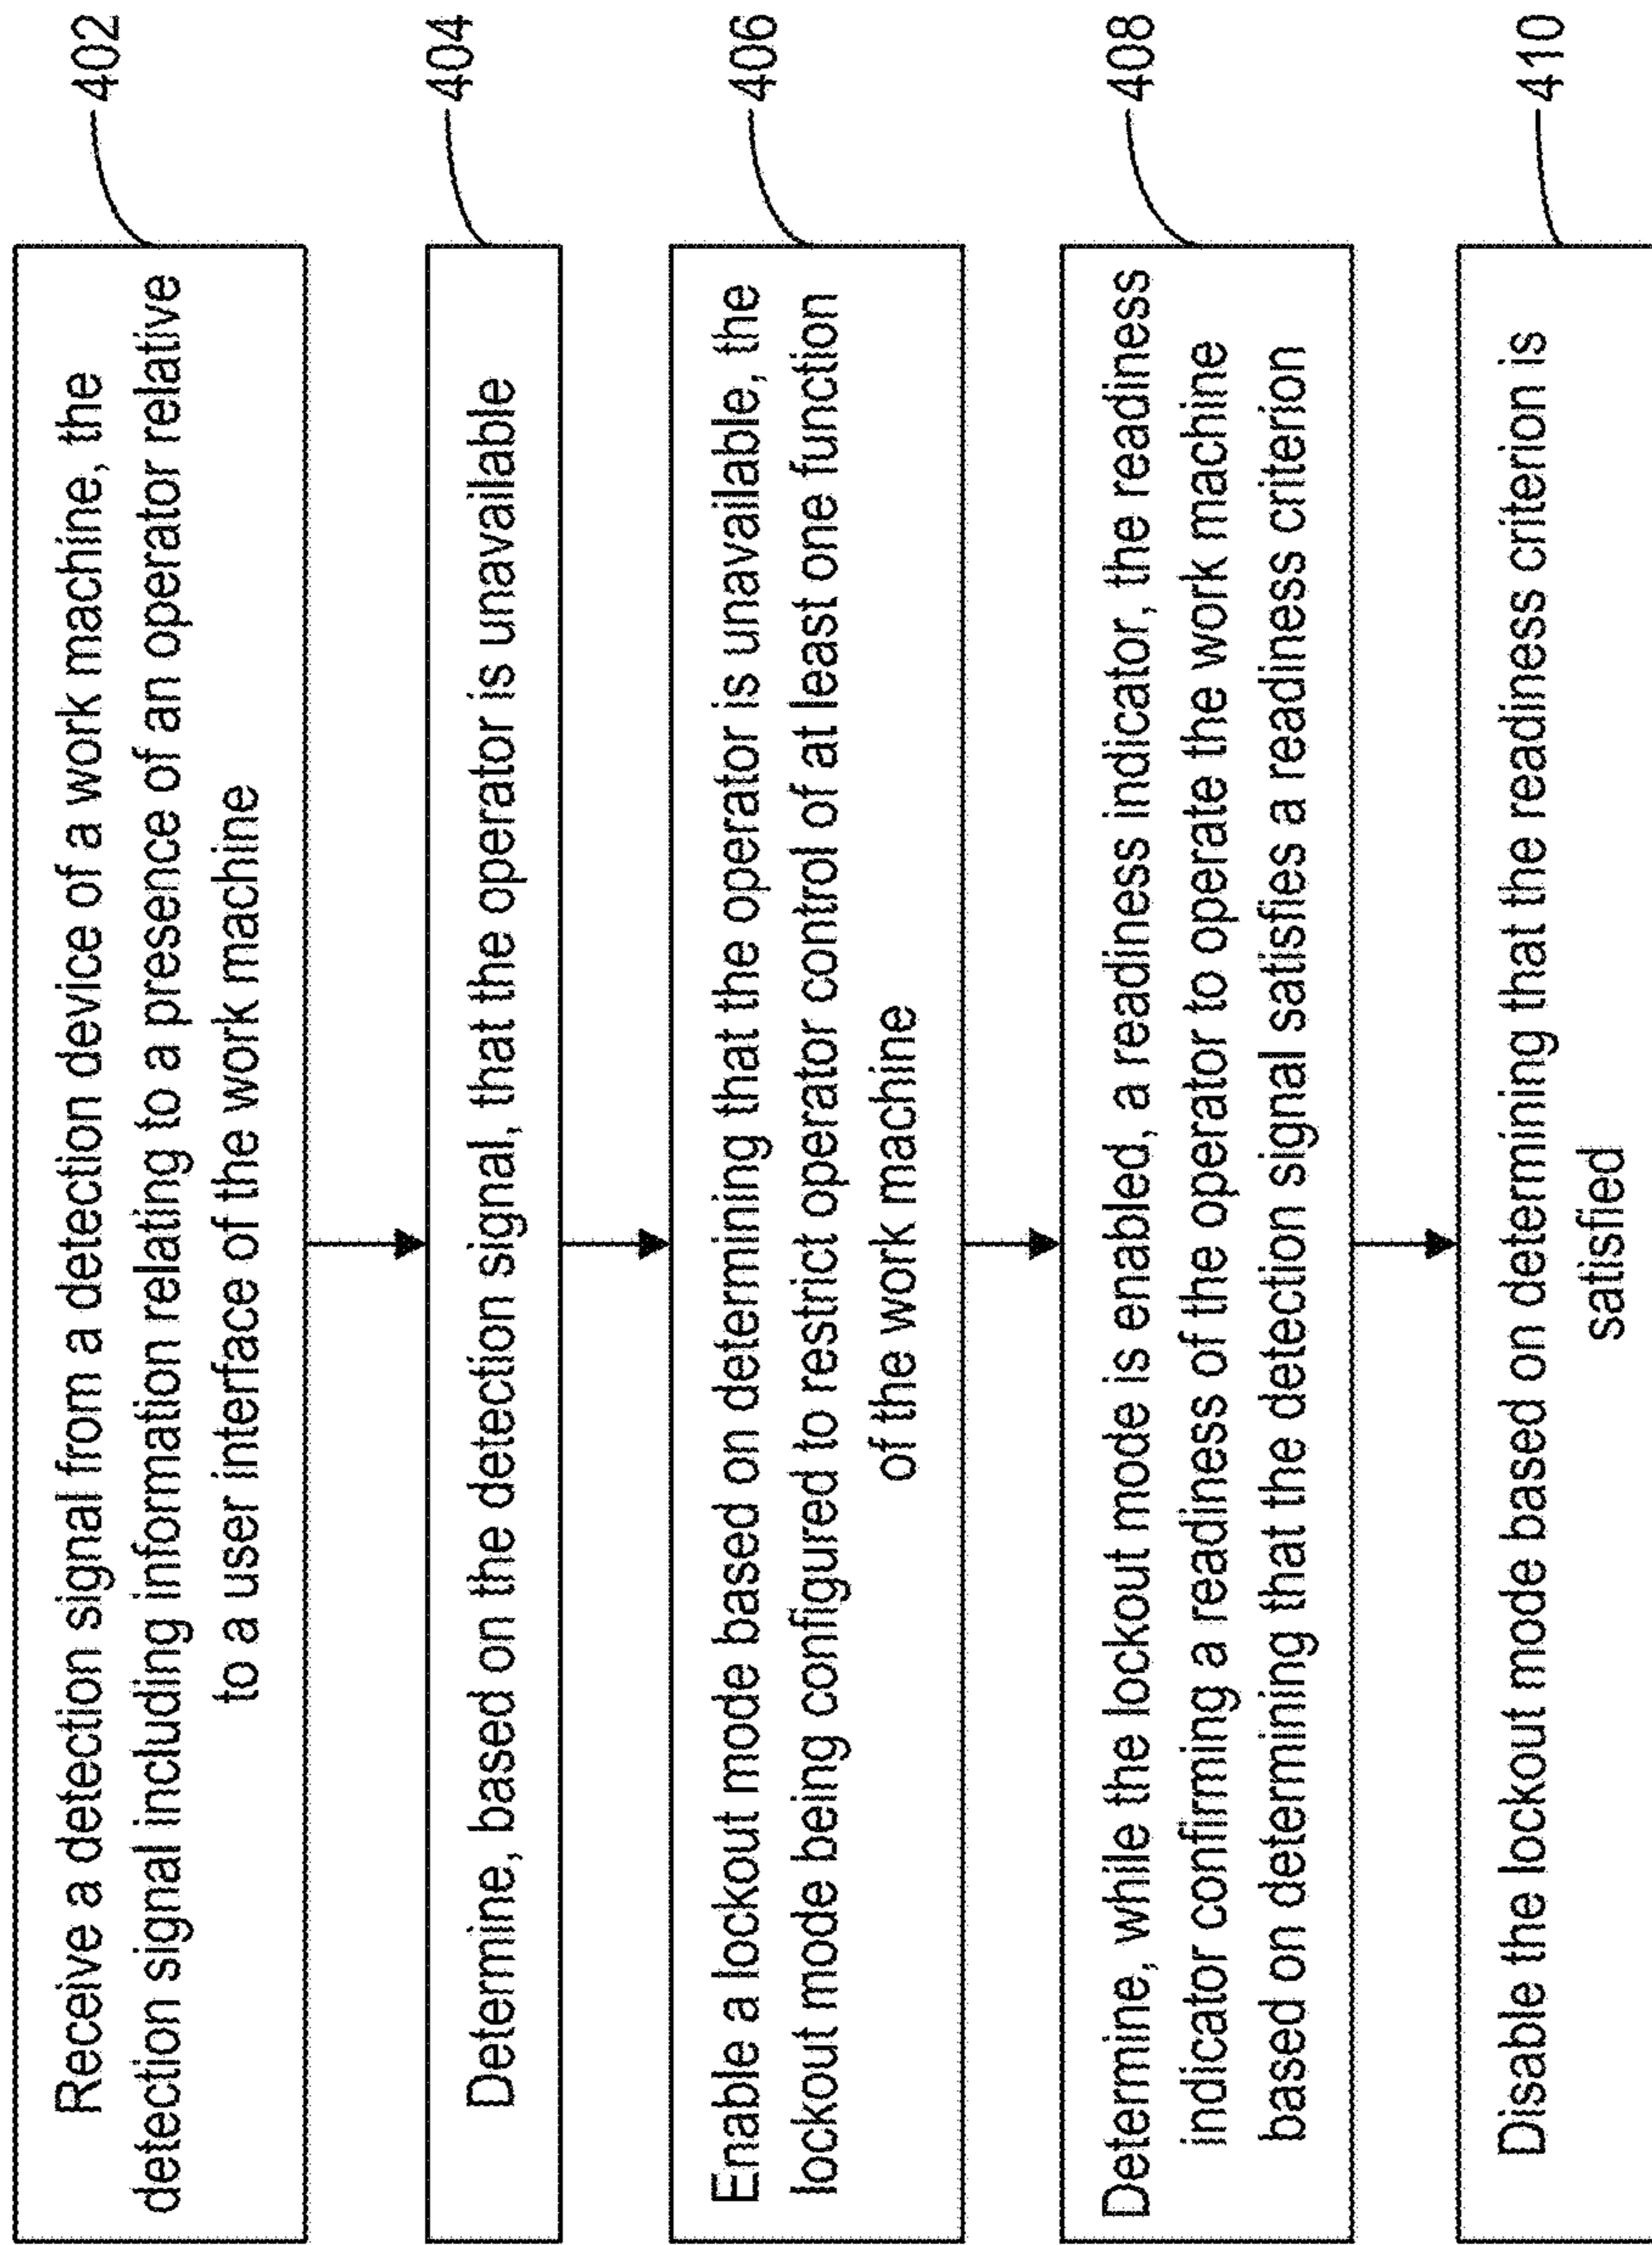 Receive a detection signal from a detection device of a work machine, the
detection signal including information relating to a presence of an operator relative
to a user interface of the work machine
402
Determine, based on the detection signal, that the operator is unavailable
404
Enable a lockout mode based on determining that the operator is unavailable, the
lockout mode being configured to restrict operator control of at least one function
of the work machine
406
Determine, while the lockout mode is enabled, a readiness indicator, the readiness
indicator confirming a readiness of the operator to operate the work machine
based on determining that the detection signal satisfies a readiness criterion
408
Disable the lockout mode based on determining that the readiness criterion is
satisfied
410